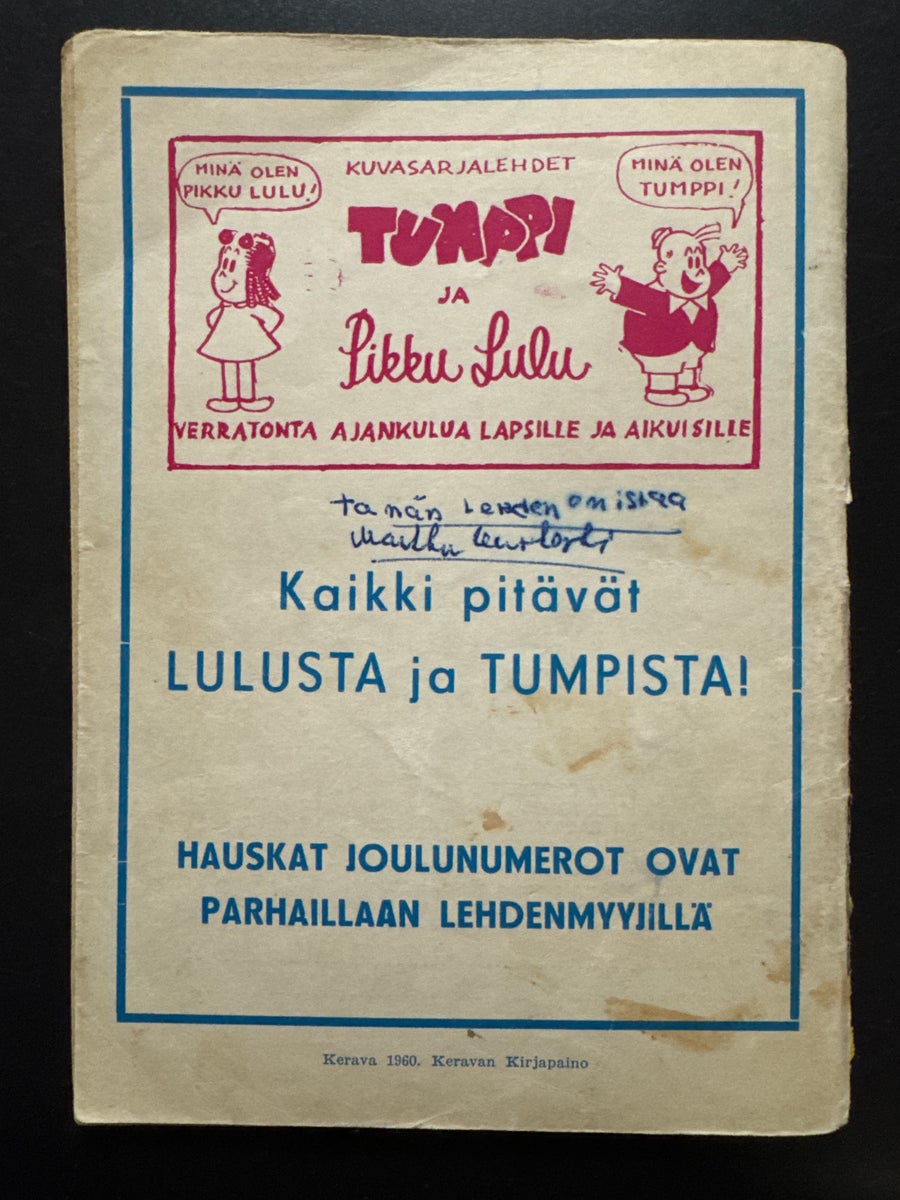 MINÄ OLEN
PIKKU LULU!
KUVASARJALEHDET
TUMPPI
JA
Pikku Lulu
MINÄ OLEN
TUMPPI!
VERRATONTA AJANKULUA LAPSILLE JA AIKUISILLE
tämän Lehden omistaa
Kaikki pitävät
LULUSTA ja TUMPISTA!
HAUSKAT JOULUNUMEROT OVAT
PARHAILLAAN LEHDENMYYJILLÄ
Kerava 1960. Keravan Kirjapaino